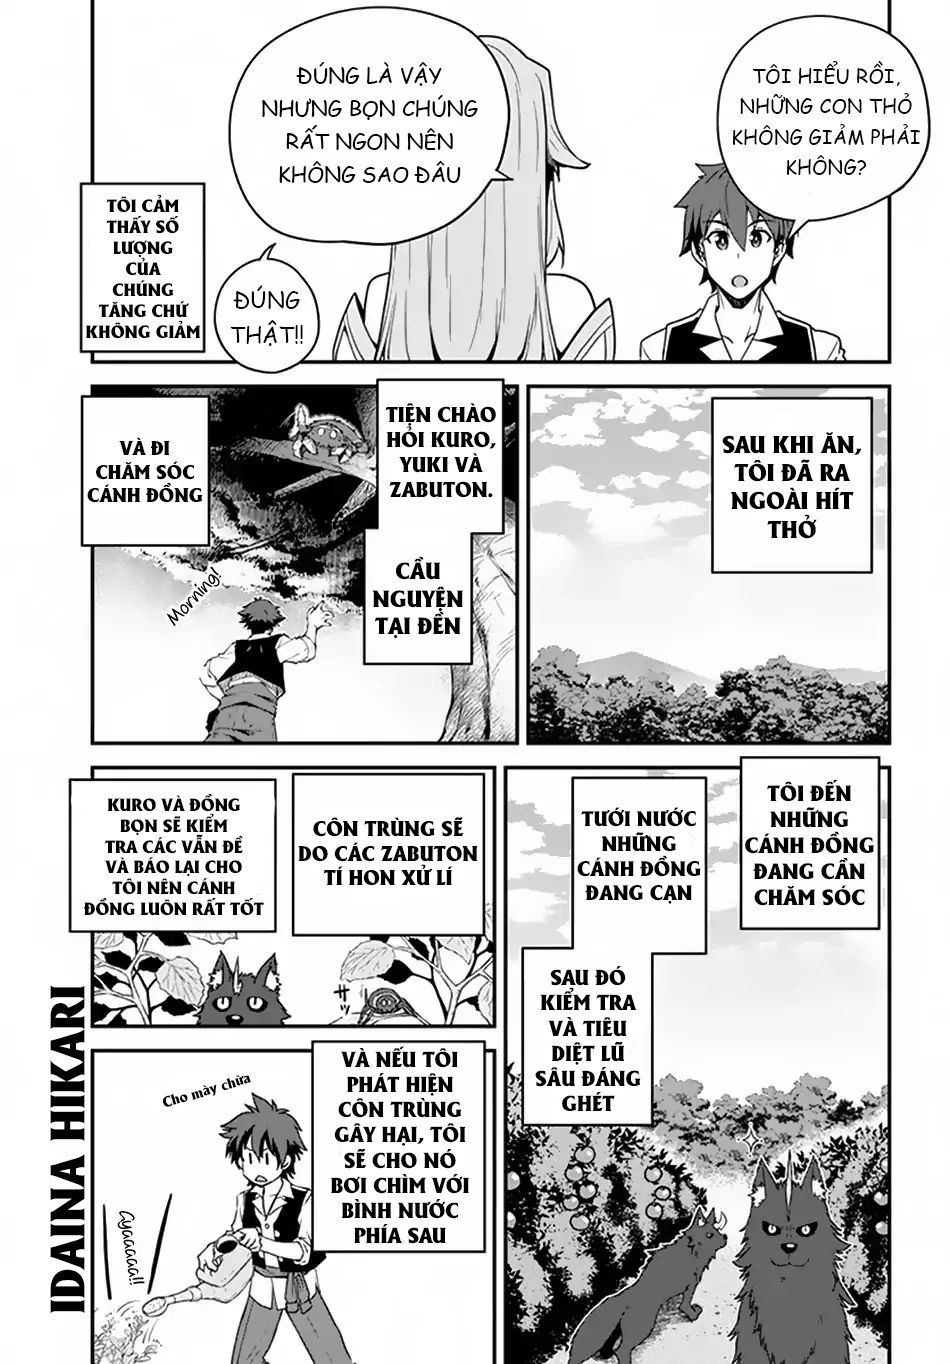 TÔI HIỂU RỒI,
NHỮNG CON THỎ
KHÔNG GIẢM PHẢI
KHÔNG?
ĐÚNG LÀ VẬY
NHƯNG BỌN CHÚNG
RẤT NGON NÊN
KHÔNG SAO ĐÂU
ĐÚNG
THẬT!!
TÔI CẢM
THẤY SỐ
LƯỢNG
CỦA
CHÚNG
TĂNG CHỨ
KHÔNG GIẢM
SAU KHI ĂN,
TÔI ĐÃ RA
NGOÀI HÍT
THỞ
TIỆN CHÀO
HỎI KURO,
YUKI VÀ
ZABUTON.
CẦU
NGUYỆN
TẠI ĐỀN
VÀ ĐI
CHĂM SÓC
CÁNH ĐỒNG
Morning!
TÔI ĐẾN
NHỮNG
CÁNH ĐỒNG
ĐANG CẦN
CHĂM SÓC
TƯỚI NƯỚC
NHỮNG
CÁNH ĐỒNG
ĐANG CẠN
SAU ĐÓ
KIỂM TRA
VÀ TIÊU
DIỆT LŨ
SÂU ĐÁNG
GHÉT
CÔN TRÙNG SẼ
DO CÁC ZABUTON
TÍ HON XỬ LÍ
KURO VÀ ĐỒNG
BỌN SẼ KIỂM
TRA CÁC VẪN ĐỀ
VÀ BÁO LẠI CHO
TÔI NÊN CÁNH
ĐỒNG LUÔN RẤT TỐT
VÀ NẾU TÔI
PHÁT HIỆN
CÔN TRÙNG
GÂY HẠI, TÔI
SẼ CHO NÓ
BƠI CHÌM VỚI
BÌNH NƯỚC
PHÍA SAU
Cho mày chừa
Ayaaaaa!!
IDAINA HIKARI